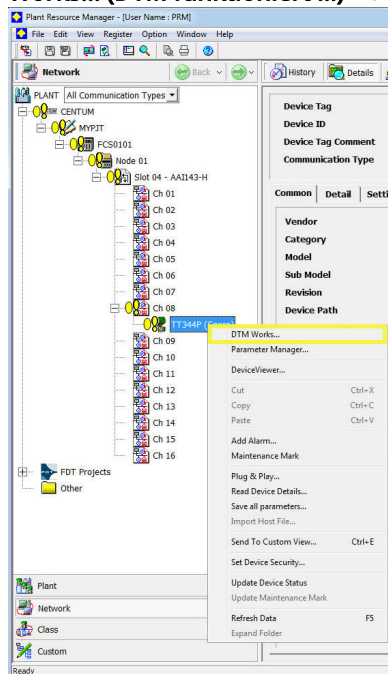 Works... (DTM funktioniert ...)
Plant Resource Manager - [User Name : PRM]
File Edit View Register Option Window Help
Network Back History Details
PLANT All Communication Types
CENTUM
MYPJT
FCS0101
Node 01
Slot 04 - AAI143-H
Ch 01
Ch 02
Ch 03
Ch 04
Ch 05
Ch 06
Ch 07
Ch 08
TT344P
Ch 09
Ch 10
Ch 11
Ch 12
Ch 13
Ch 14
Ch 15
Ch 16
FDT Projects
Other
Device Tag
Device ID
Device Tag Comment
Communication Type
Common Detail Setti
Vendor
Category
Model
Sub Model
Revision
Device Path
DTM Works...
Parameter Manager...
DeviceViewer...
Cut Ctrl+X
Copy Ctrl+C
Paste Ctrl+V
Add Alarm...
Maintenance Mark
Plug & Play...
Read Device Details...
Save all parameters...
Import Host File...
Send To Custom View... Ctrl+E
Set Device Security...
Update Device Status
Update Maintenance Mark
Refresh Data F5
Expand Folder
Plant
Network
Class
Custom
Ready